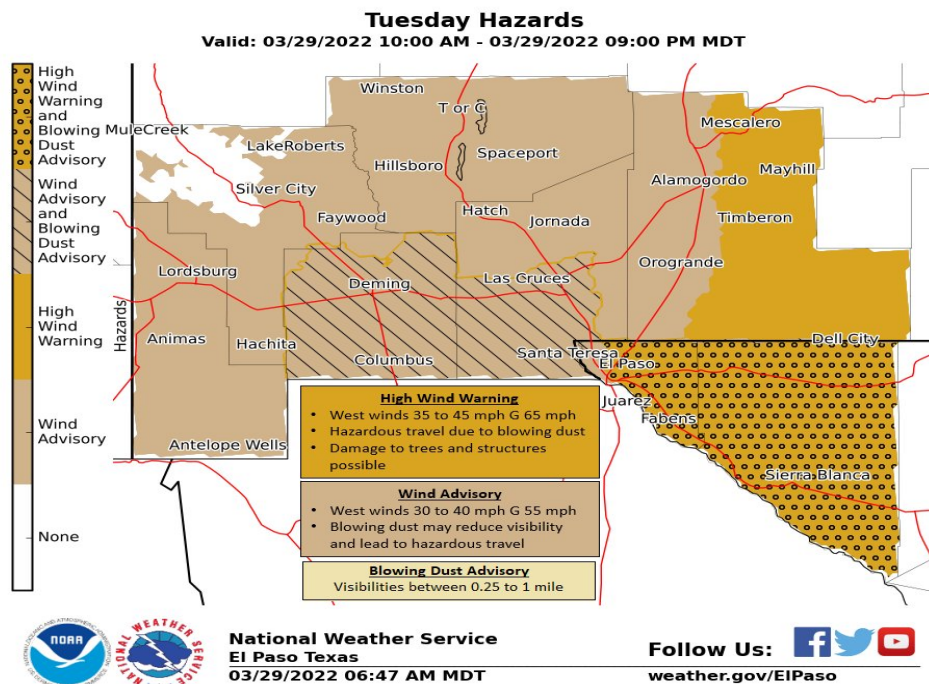 Tuesday Hazards
Valid: 03/29/2022 10:00 AM - 03/29/2022 09:00 PM MDT
High
Wind
Warning
and
Blowing
Dust
Advisory
Wind
Advisory
and
Blowing
Dust
Advisory
High
Wind
Warning
Wind
Advisory
None
Hazards
Winston
T or C
MuleCreek
Mescalero
LakeRoberts
Spaceport
Hillsboro
Mayhill
Silver City
Alamogordo
Faywood
Hatch
Jornada
Timberon
Lordsburg
Deming
Las Cruces
Orogrande
Animas
Hachita
Columbus
Santa Teresa
Dell City
El Paso
Juarez
Fabens
Antelope Wells
Sierra Blanca
High Wind Warning
• West winds 35 to 45 mph G 65 mph
• Hazardous travel due to blowing dust
• Damage to trees and structures
possible
Wind Advisory
• West winds 30 to 40 mph G 55 mph
• Blowing dust may reduce visibility
and lead to hazardous travel
Blowing Dust Advisory
Visibilities between 0.25 to 1 mile
NOAA
NATIONAL WEATHER SERVICE
National Weather Service
El Paso Texas
03/29/2022 06:47 AM MDT
Follow Us:
weather.gov/ElPaso